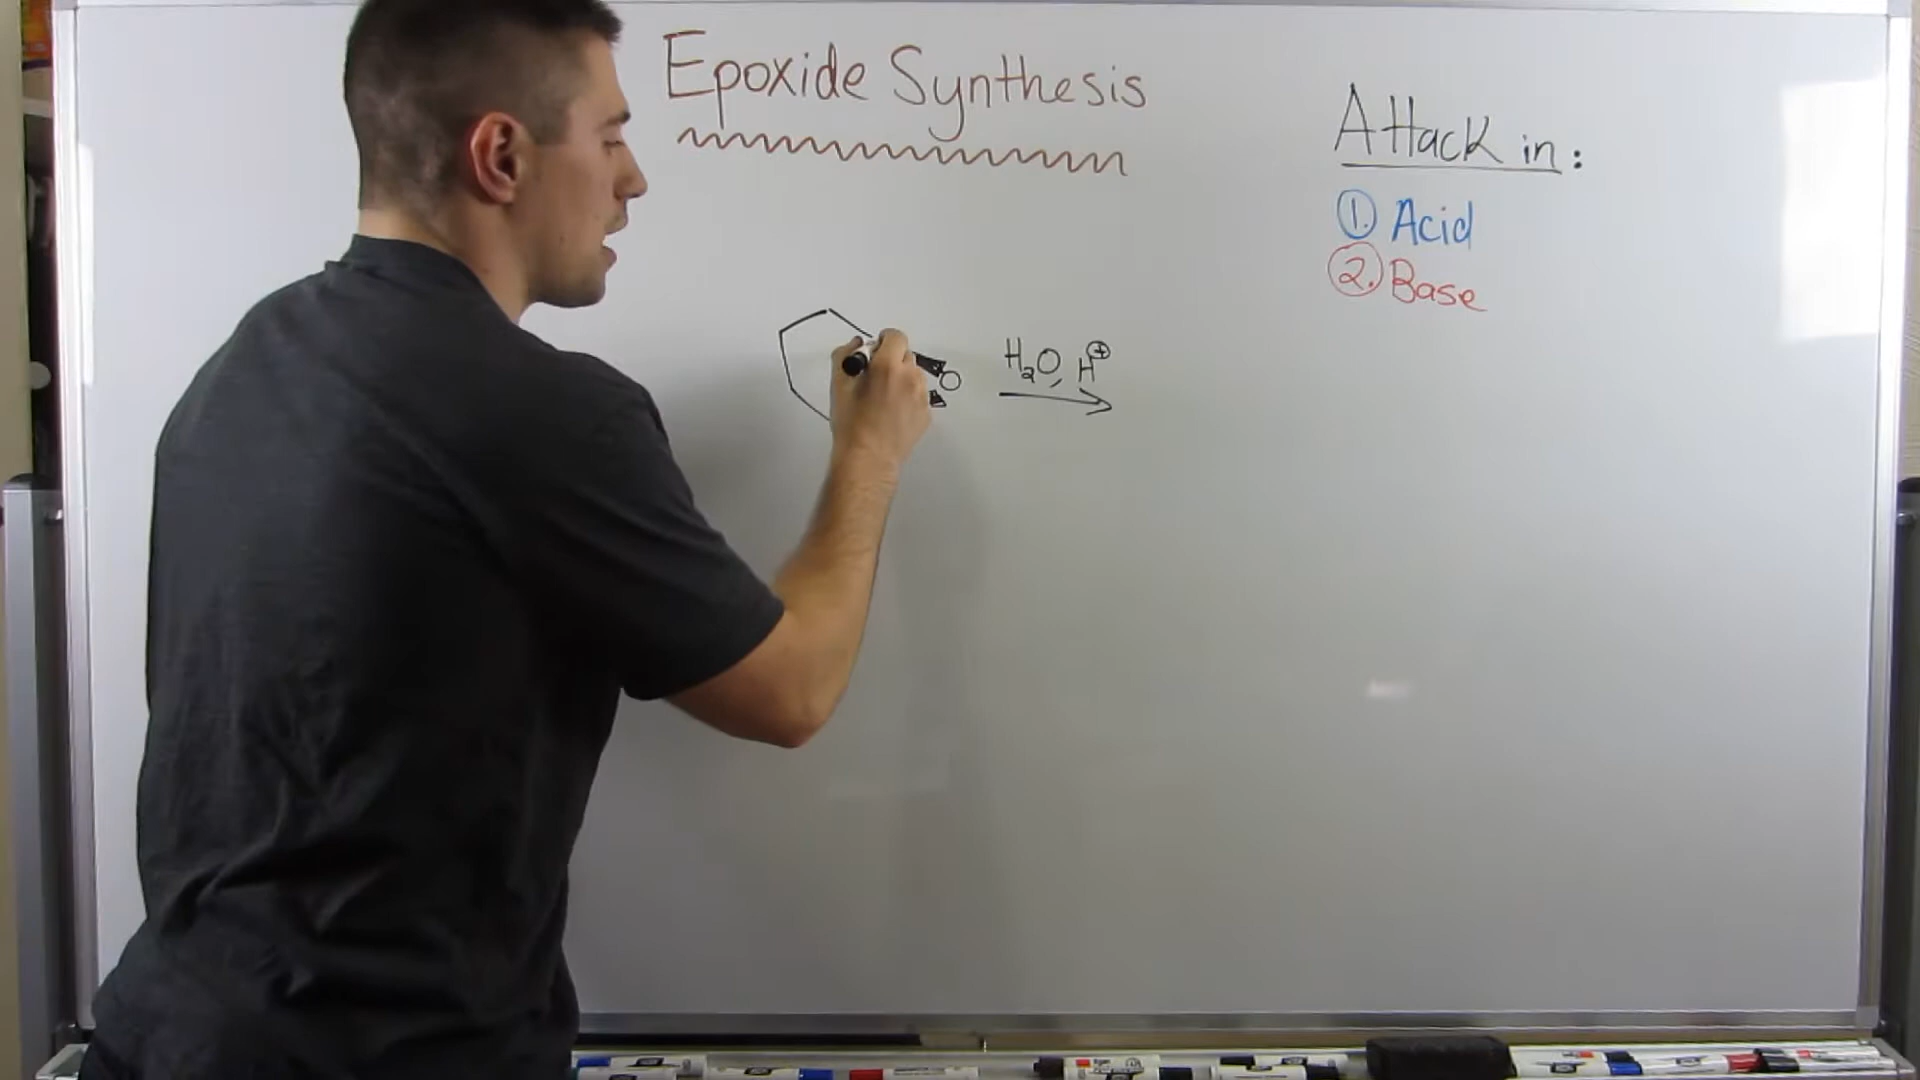 Epoxide Synthesis
Attack in:
1. Acid
2. Base
O
H₂O, H⊕